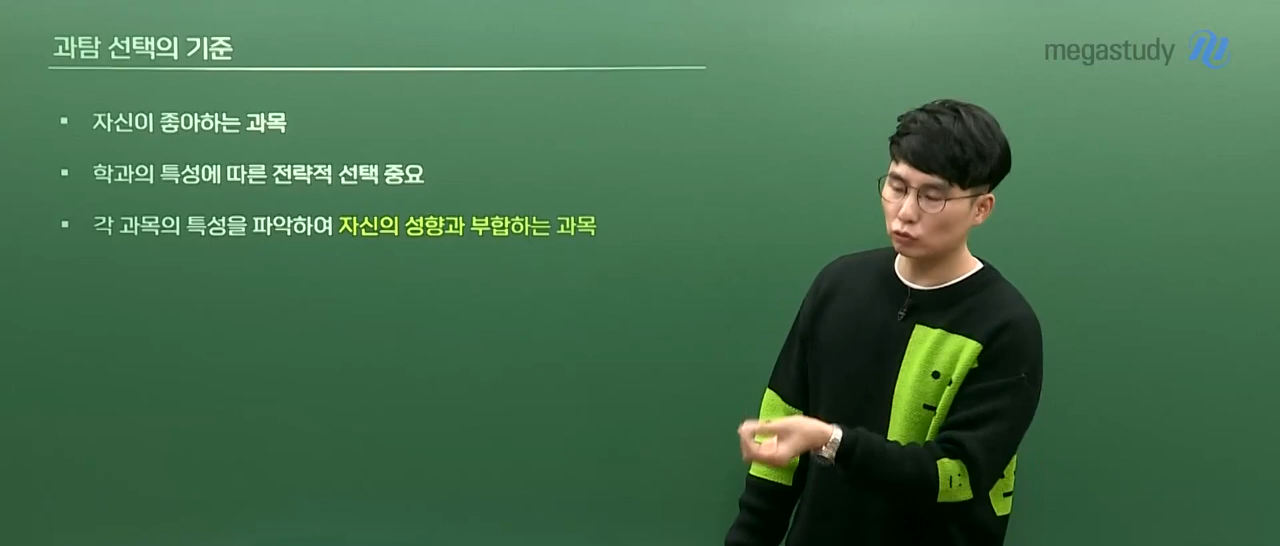 과탐 선택의 기준
megastudy
자신이 좋아하는 과목
학과의 특성에 따른 전략적 선택 중요
각 과목의 특성을 파악하여 자신의 성향과 부합하는 과목